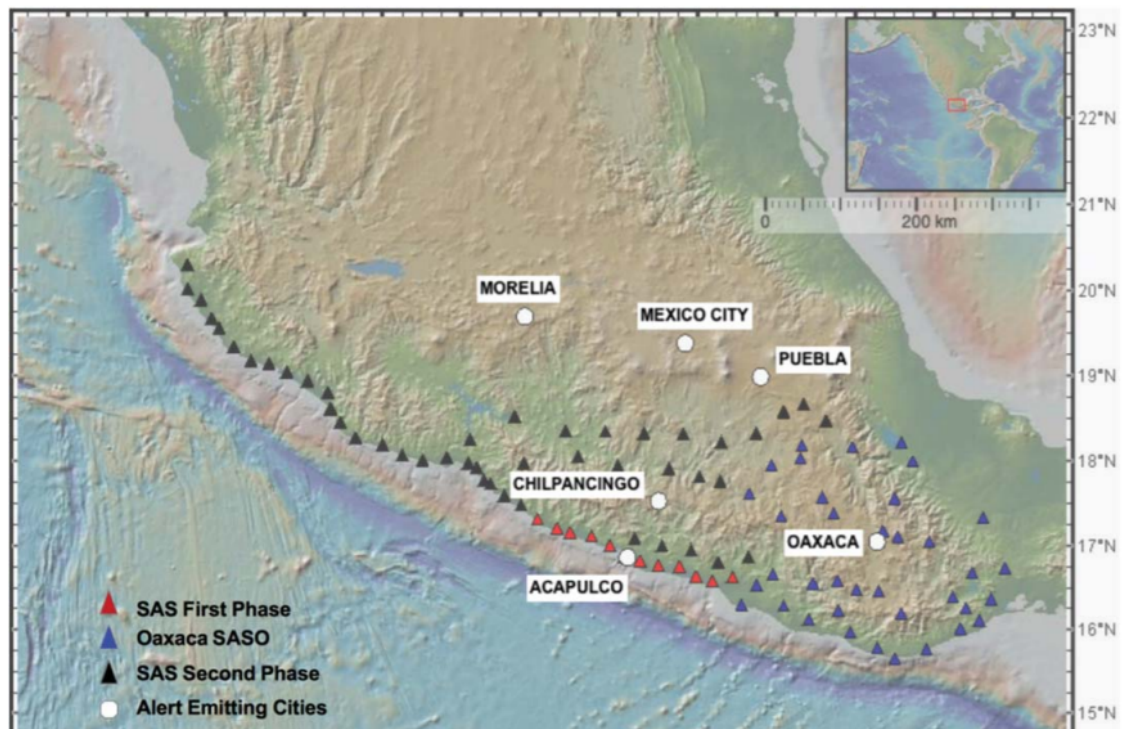 23°N
22°N
21°N
0 200 km
20°N
MORELIA
MEXICO CITY
PUEBLA
19°N
18°N
CHILPANCINGO
OAXACA
17°N
ACAPULCO
SAS First Phase
Oaxaca SASO
16°N
SAS Second Phase
Alert Emitting Cities
15°N